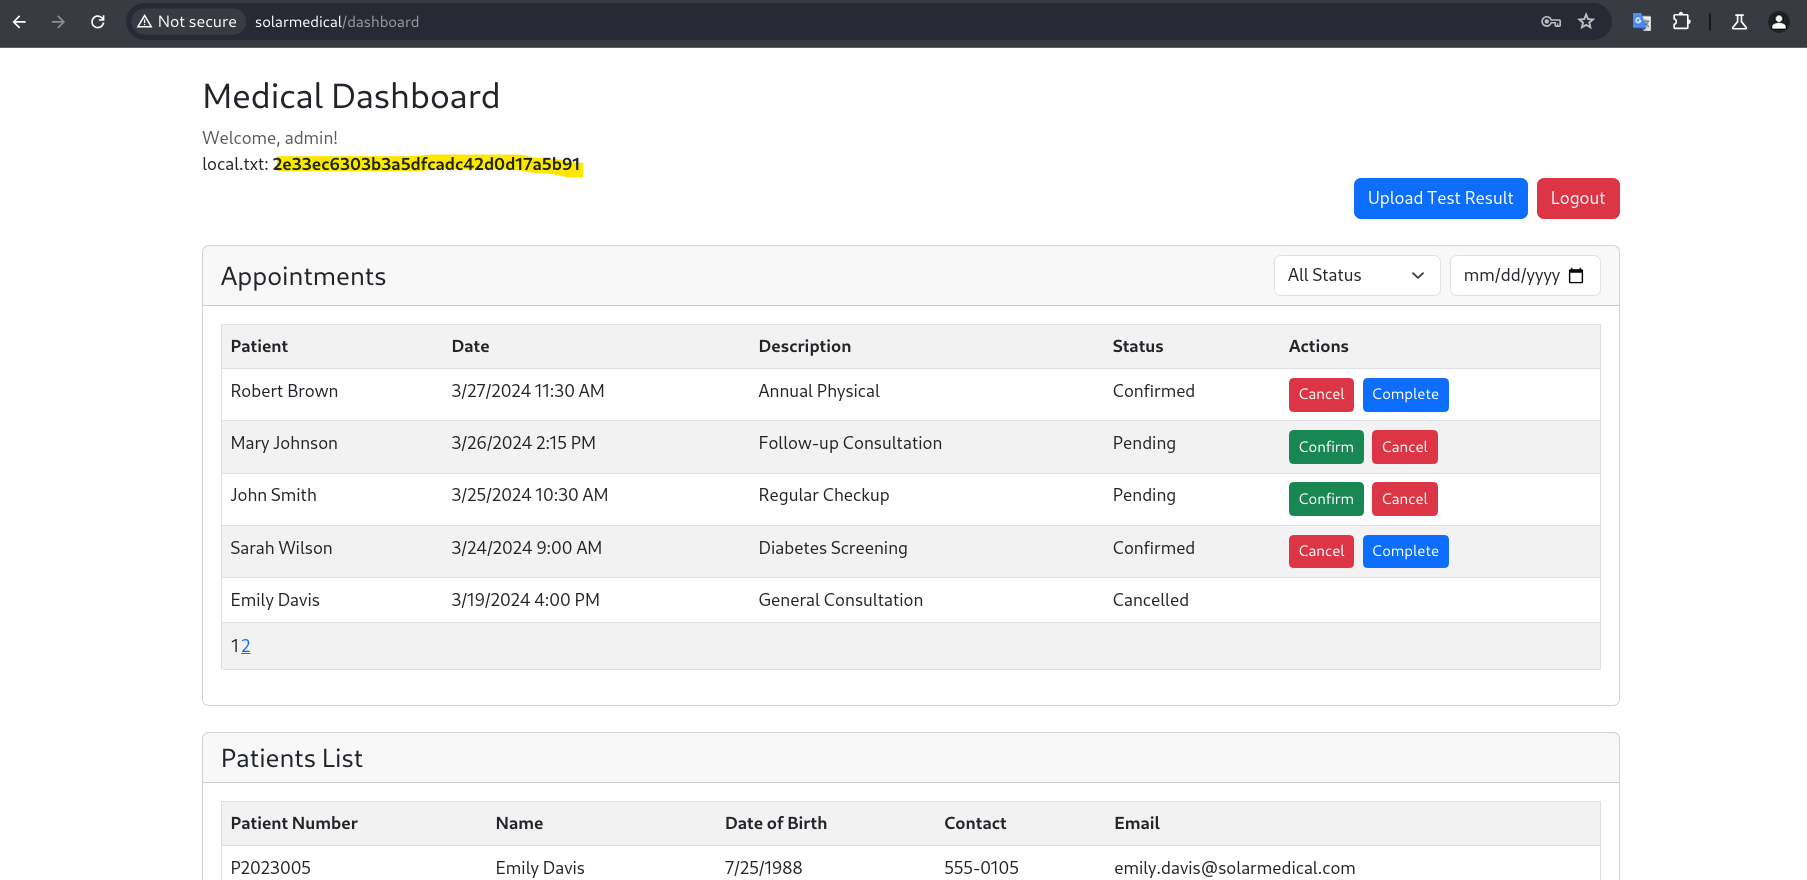 Not secure solarmedical/dashboard
Medical Dashboard
Welcome, admin!
local.txt: 2e33ec6303b3a5dfcadc42d0d17a5b91
Upload Test Result Logout
Appointments All Status mm/dd/yyyy
Patient Date Description Status Actions
Robert Brown 3/27/2024 11:30 AM Annual Physical Confirmed Cancel Complete
Mary Johnson 3/26/2024 2:15 PM Follow-up Consultation Pending Confirm Cancel
John Smith 3/25/2024 10:30 AM Regular Checkup Pending Confirm Cancel
Sarah Wilson 3/24/2024 9:00 AM Diabetes Screening Confirmed Cancel Complete
Emily Davis 3/19/2024 4:00 PM General Consultation Cancelled
1 2
Patients List
Patient Number Name Date of Birth Contact Email
P2023005 Emily Davis 7/25/1988 555-0105 emily.davis@solarmedical.com